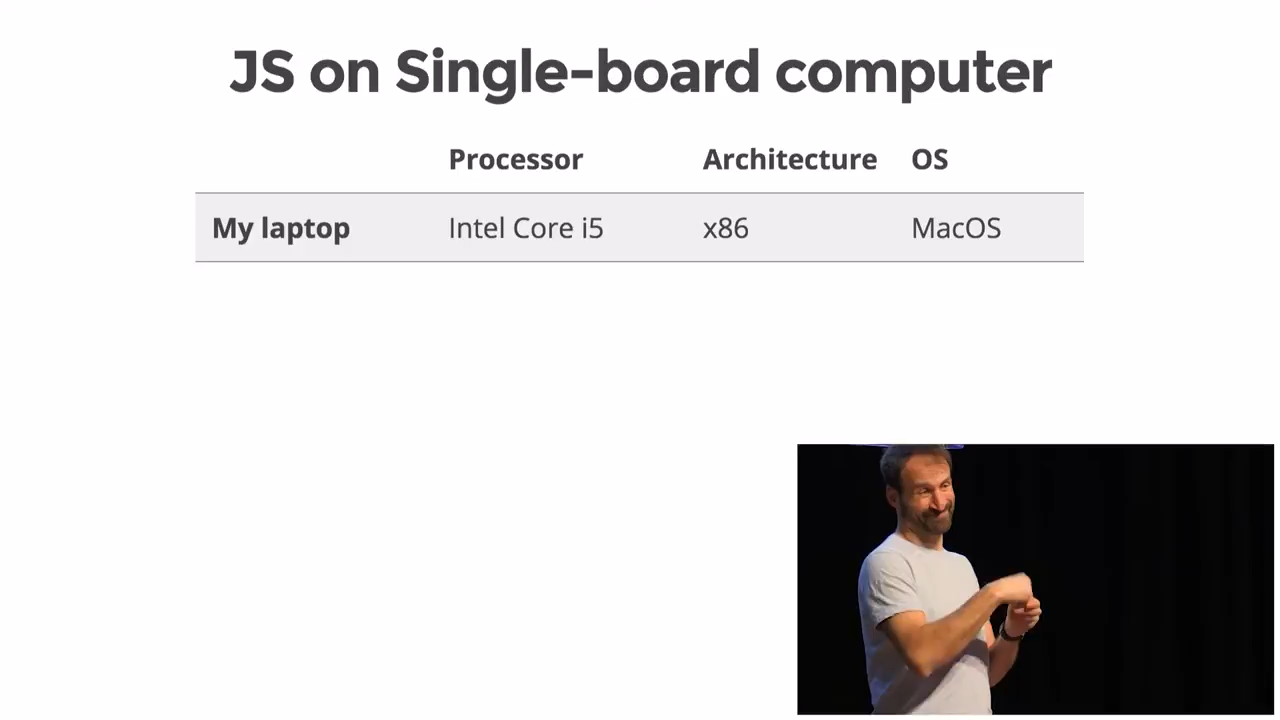 JS on Single-board computer
Processor Architecture OS
My laptop Intel Core i5 x86 MacOS